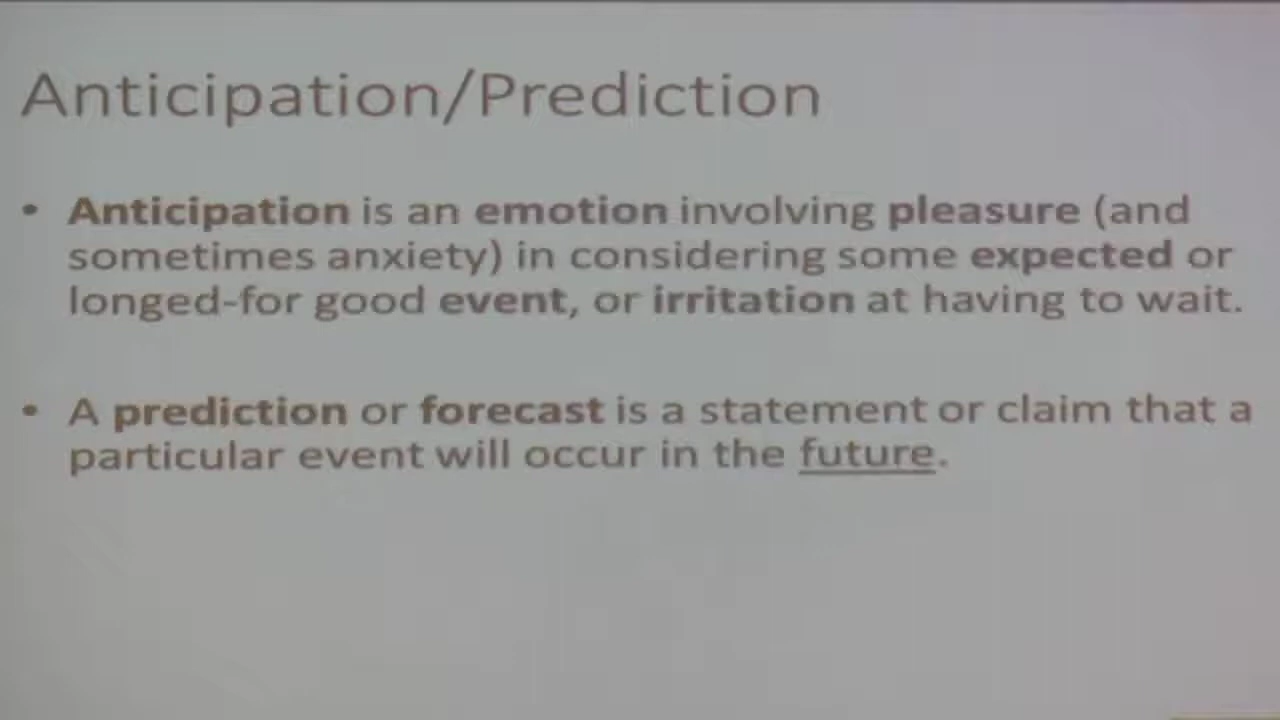 Anticipation/Prediction
• Anticipation is an emotion involving pleasure (and
sometimes anxiety) in considering some expected or
longed-for good event, or irritation at having to wait.
• A prediction or forecast is a statement or claim that a
particular event will occur in the future.